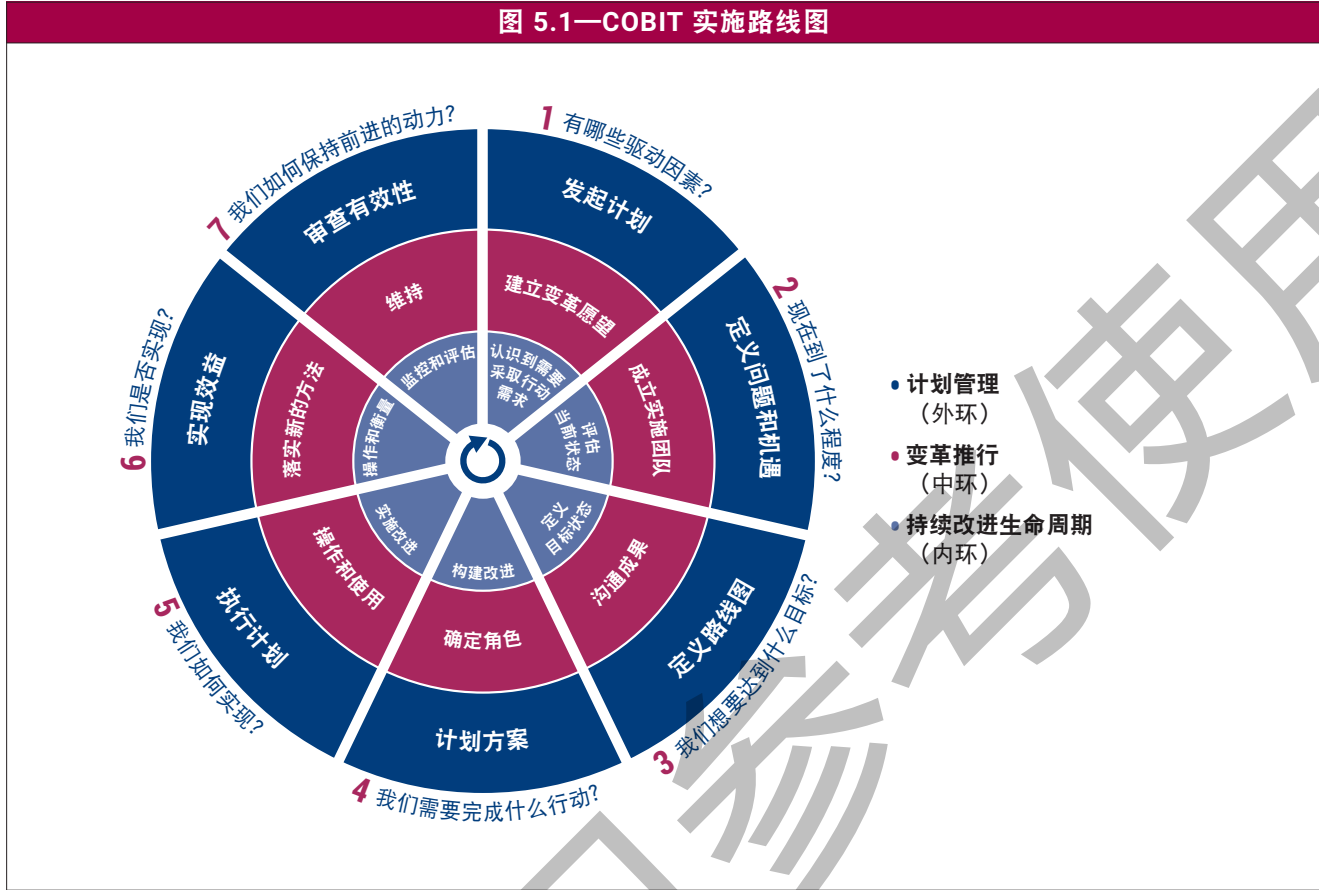 图 5.1—COBIT 实施路线图
1 有哪些驱动因素?
发起计划
建立变革愿望
认识到需要
采取行动
需求
2 现在到了什么程度?
定义问题和机遇
成立实施团队
评估
当前状态
3 我们想要达到什么目标?
定义路线图
沟通成果
定义
目标状态
4 我们需要完成什么行动?
计划方案
确定角色
构建改进
5 我们如何实现?
执行计划
操作和使用
实施改进
6 我们是否实现?
实现效益
落实新的方法
操作和衡量
7 我们如何保持前进的动力?
审查有效性
维持
监控和评估
• 计划管理
（外环）
• 变革推行
（中环）
• 持续改进生命周期
（内环）
参考使用